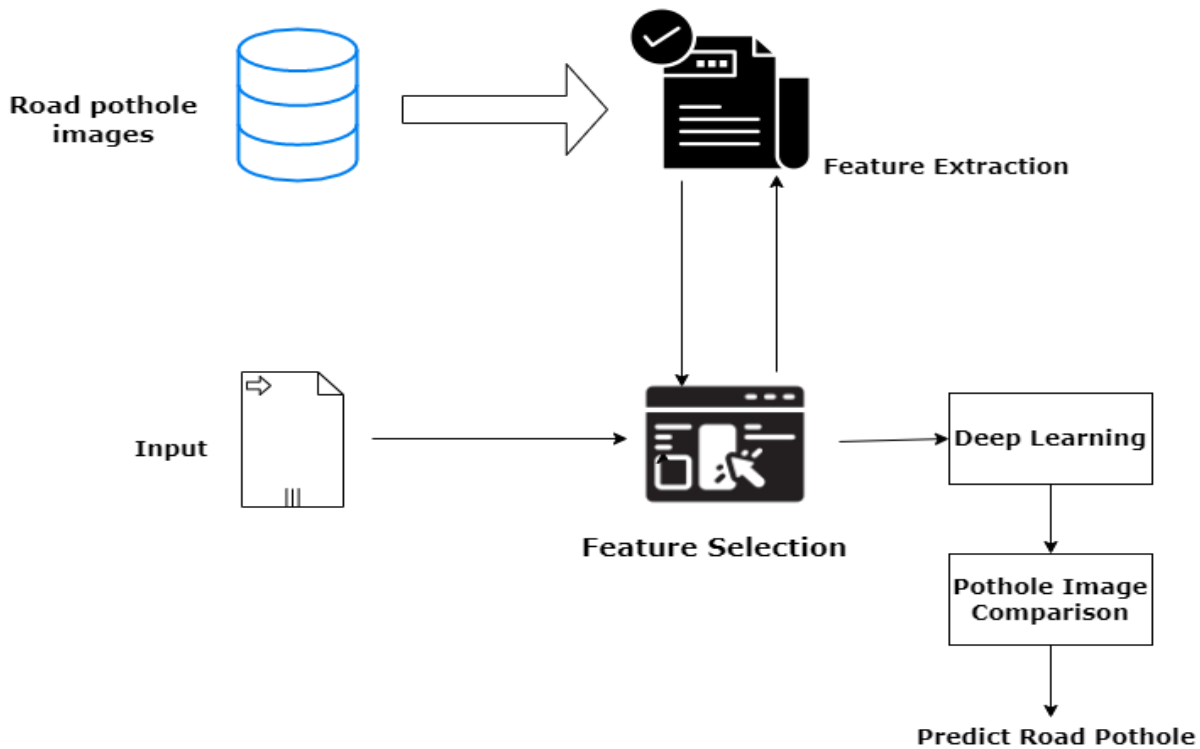 Road pothole
images
Feature Extraction
Input
Feature Selection
Deep Learning
Pothole Image
Comparison
Predict Road Pothole